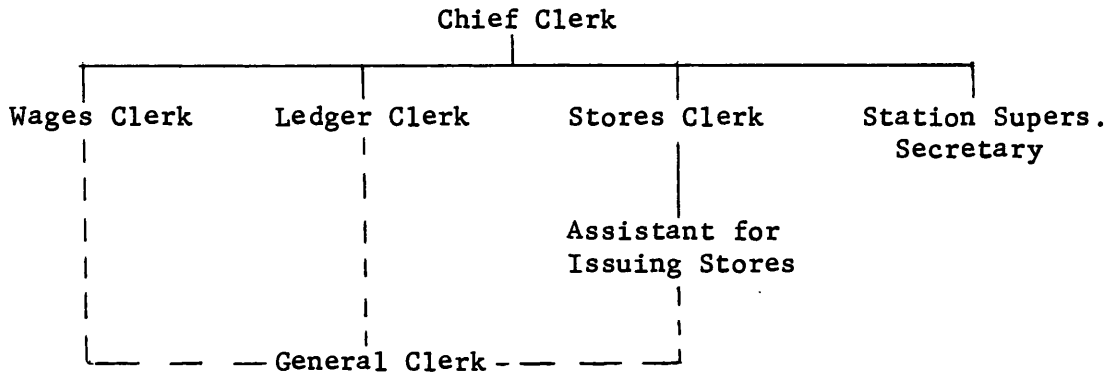 Chief Clerk
Wages Clerk Ledger Clerk Stores Clerk Station Supers.
Secretary
Assistant for
Issuing Stores
General Clerk